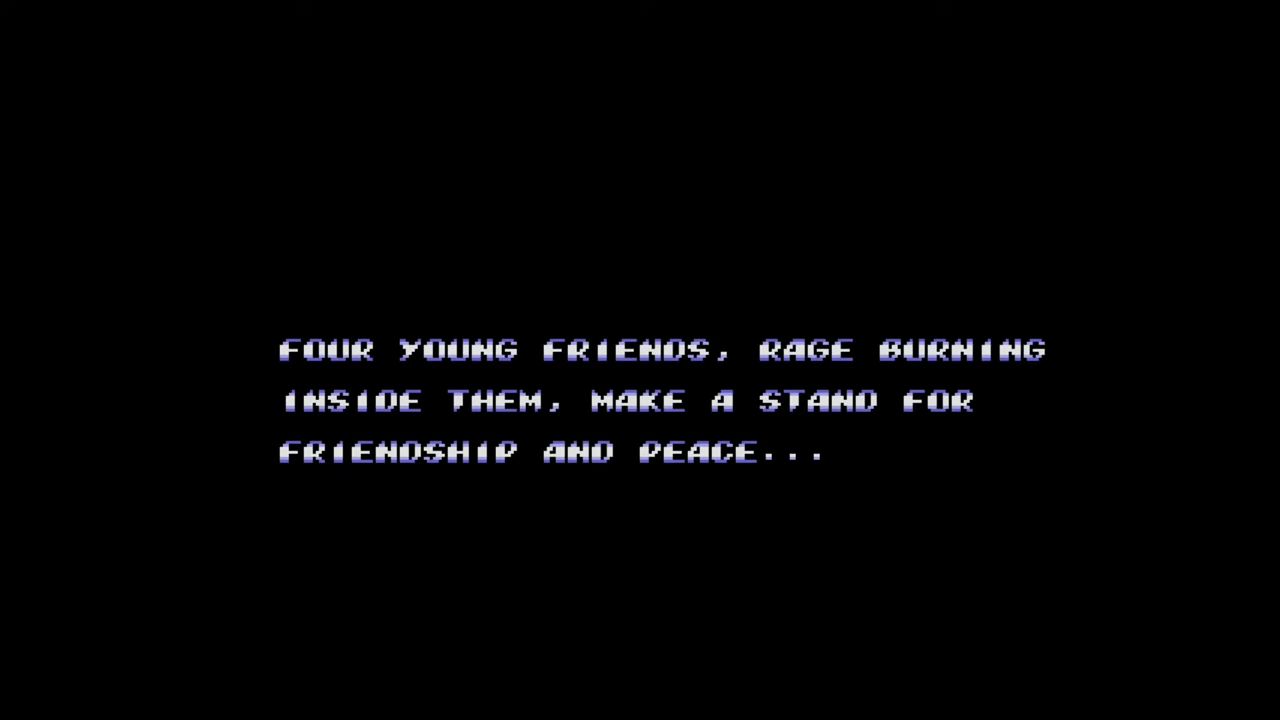 FOUR YOUNG FRIENDS, RAGE BURNING
INSIDE THEM, MAKE A STAND FOR
FRIENDSHIP AND PEACE...